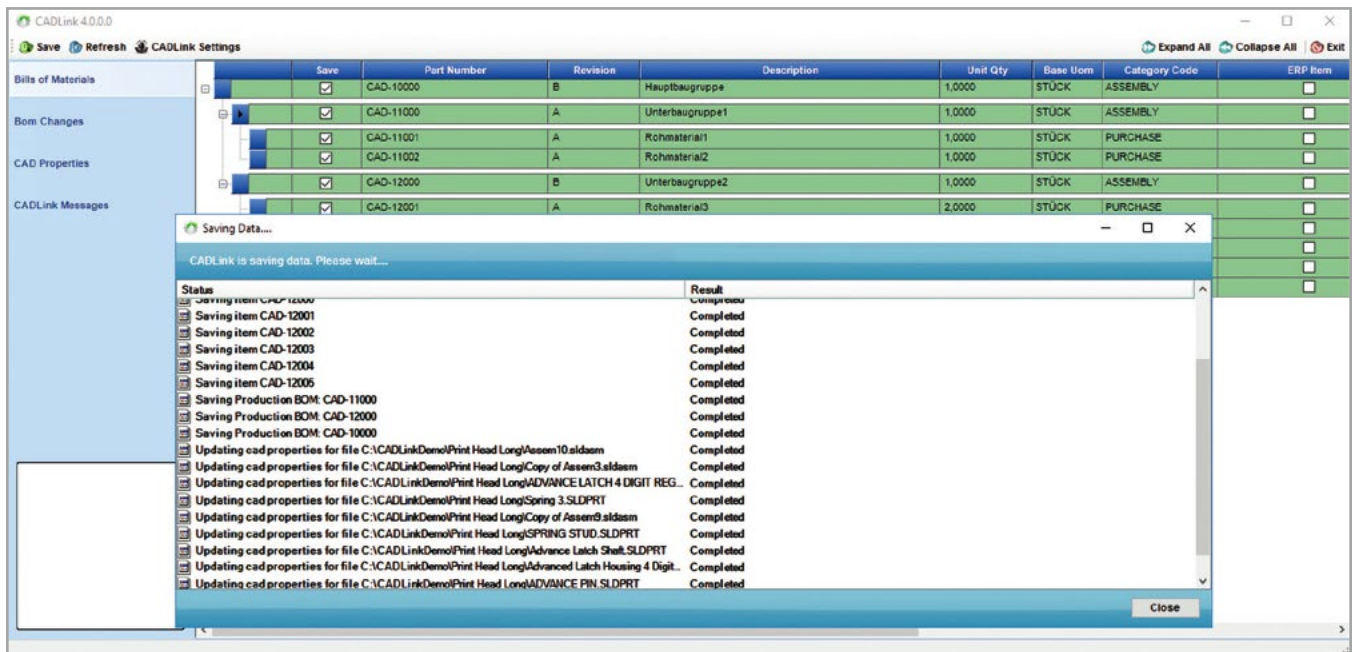 CADLink 4.0.0.0
Save Refresh CADLink Settings Expand All Collapse All Exit
Bills of Materials
Bom Changes
CAD Properties
CADLink Messages
Save Part Number Revision Description Unit Qty Base Uom Category Code ERP Item
CAD-10000 B Hauptbaugruppe 1,0000 STÜCK ASSEMBLY
CAD-11000 A Unterbaugruppe1 1,0000 STÜCK ASSEMBLY
CAD-11001 A Rohmaterial1 1,0000 STÜCK PURCHASE
CAD-11002 A Rohmaterial2 1,0000 STÜCK PURCHASE
CAD-12000 B Unterbaugruppe2 1,0000 STÜCK ASSEMBLY
CAD-12001 A Rohmaterial3 2,0000 STÜCK PURCHASE
Saving Data....
CADLink is saving data. Please wait....
Status Result
Saving item CAD-12000 Completed
Saving item CAD-12001 Completed
Saving item CAD-12002 Completed
Saving item CAD-12003 Completed
Saving item CAD-12004 Completed
Saving item CAD-12005 Completed
Saving Production BOM: CAD-11000 Completed
Saving Production BOM: CAD-12000 Completed
Saving Production BOM: CAD-10000 Completed
Updating cad properties for file C:\CADLinkDemo\Print Head Long\Assem10.sldasm Completed
Updating cad properties for file C:\CADLinkDemo\Print Head Long\Copy of Assem3.sldasm Completed
Updating cad properties for file C:\CADLinkDemo\Print Head Long\ADVANCE LATCH 4 DIGIT REG... Completed
Updating cad properties for file C:\CADLinkDemo\Print Head Long\Spring 3.SLDPRT Completed
Updating cad properties for file C:\CADLinkDemo\Print Head Long\Copy of Assem9.sldasm Completed
Updating cad properties for file C:\CADLinkDemo\Print Head Long\SPRING STUD.SLDPRT Completed
Updating cad properties for file C:\CADLinkDemo\Print Head Long\Advance Latch Shaft.SLDPRT Completed
Updating cad properties for file C:\CADLinkDemo\Print Head Long\Advanced Latch Housing 4 Digit... Completed
Updating cad properties for file C:\CADLinkDemo\Print Head Long\ADVANCE PIN.SLDPRT Completed
Close